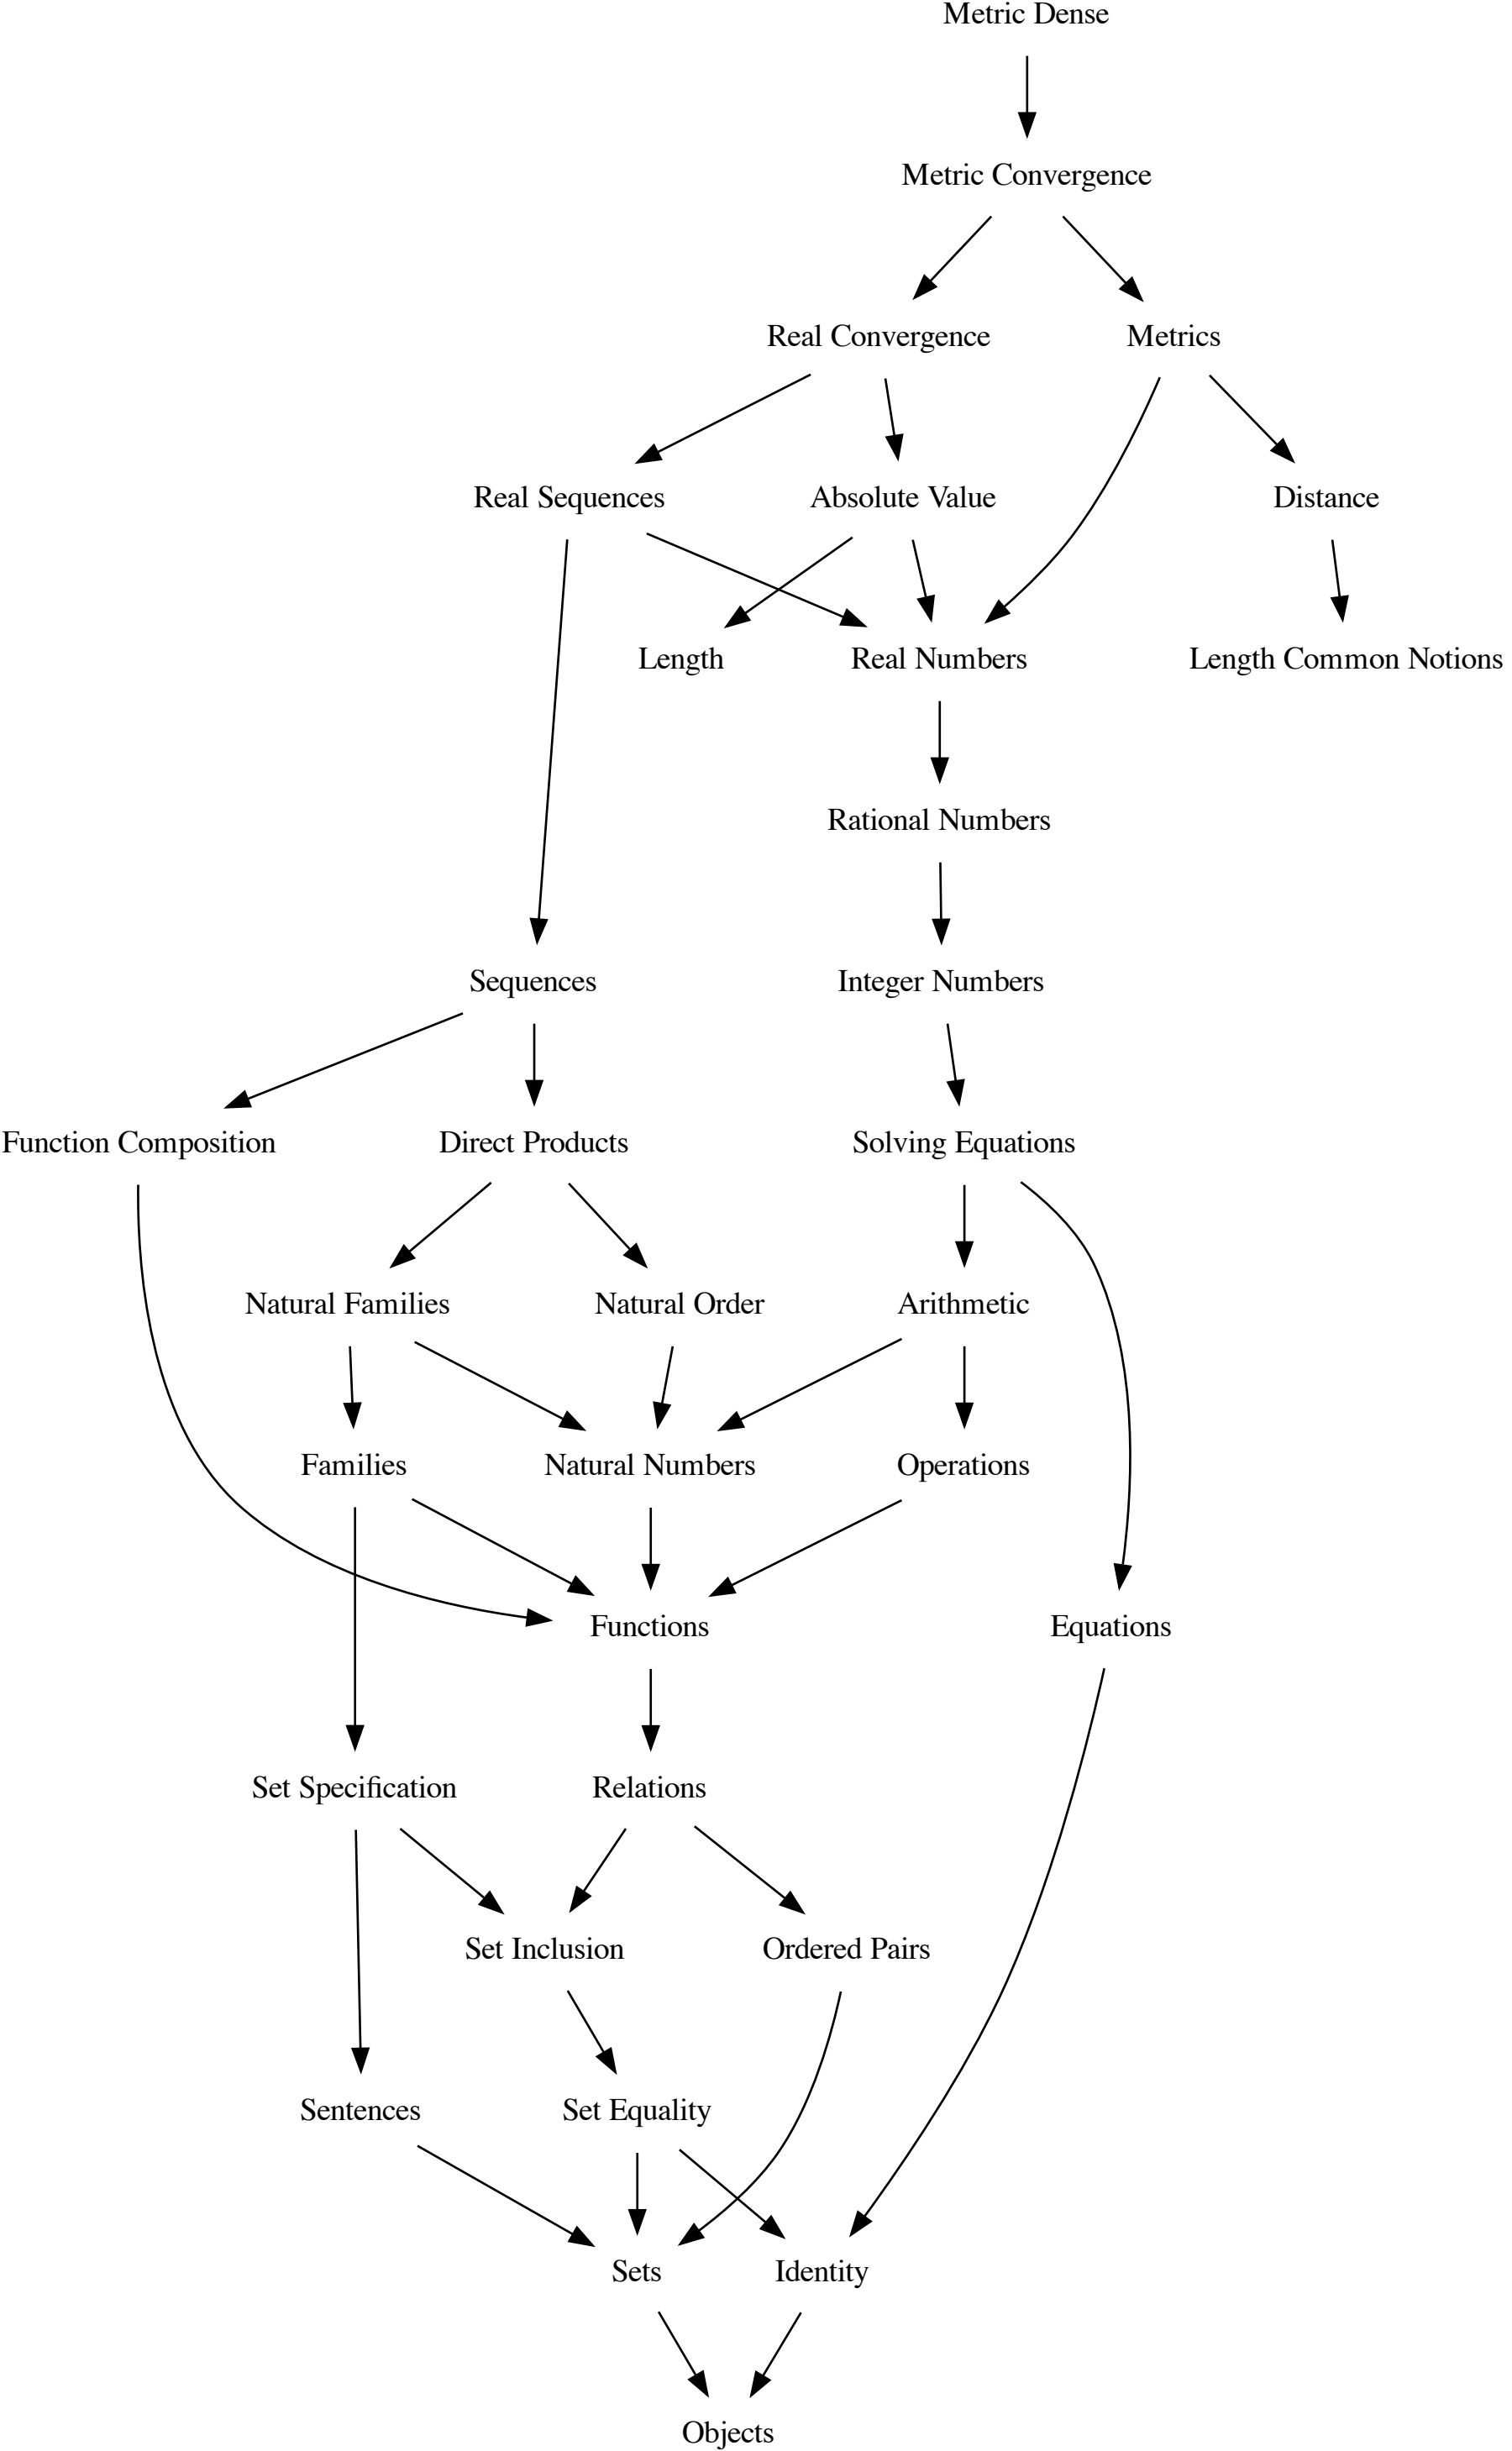 Metric Dense
Metric Convergence
Real Convergence
Metrics
Real Sequences
Absolute Value
Distance
Length
Real Numbers
Length Common Notions
Rational Numbers
Sequences
Integer Numbers
Function Composition
Direct Products
Solving Equations
Natural Families
Natural Order
Arithmetic
Families
Natural Numbers
Operations
Functions
Equations
Set Specification
Relations
Set Inclusion
Ordered Pairs
Sentences
Set Equality
Sets
Identity
Objects